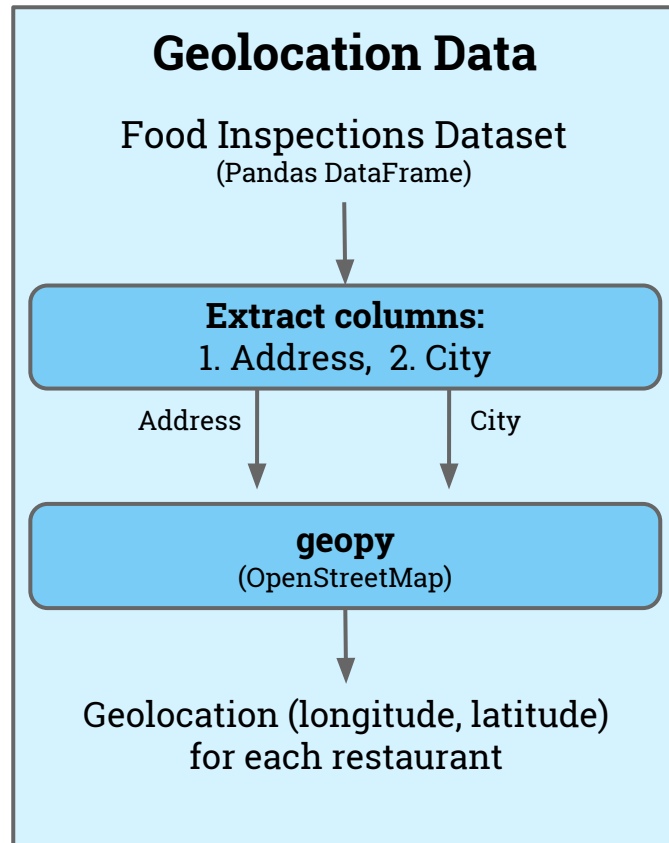 Geolocation Data
Food Inspections Dataset
(Pandas DataFrame)
Extract columns:
1. Address, 2. City
Address
City
geopy
(OpenStreetMap)
Geolocation (longitude, latitude)
for each restaurant